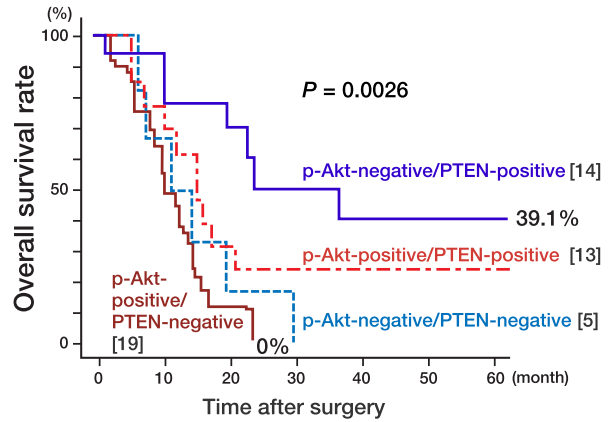 (%)
100
50
0
Overall survival rate
P = 0.0026
p-Akt-negative/PTEN-positive [14]
39.1%
p-Akt-positive/PTEN-positive [13]
p-Akt-
positive/
PTEN-negative
[19]
0%
p-Akt-negative/PTEN-negative [5]
0 10 20 30 40 50 60 (month)
Time after surgery